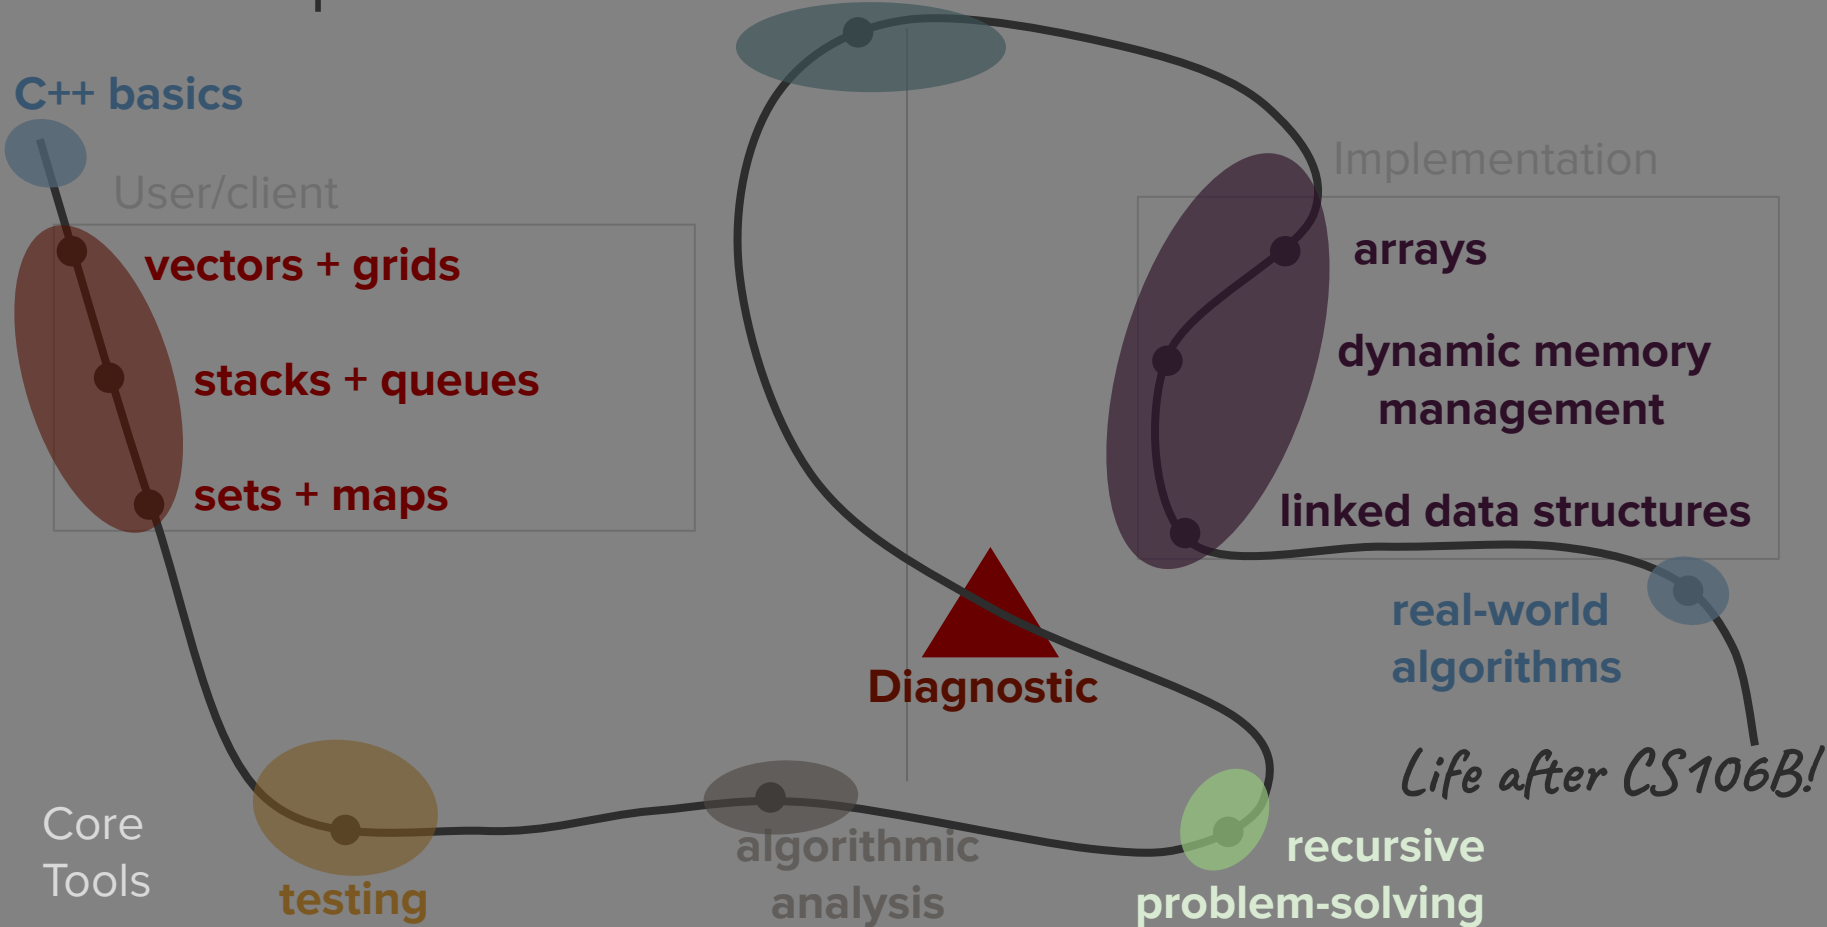 C++ basics
User/client
vectors + grids
stacks + queues
sets + maps
Implementation
arrays
dynamic memory
management
linked data structures
real-world
algorithms
Diagnostic
Life after CS106B!
Core
Tools
testing
algorithmic
analysis
recursive
problem-solving